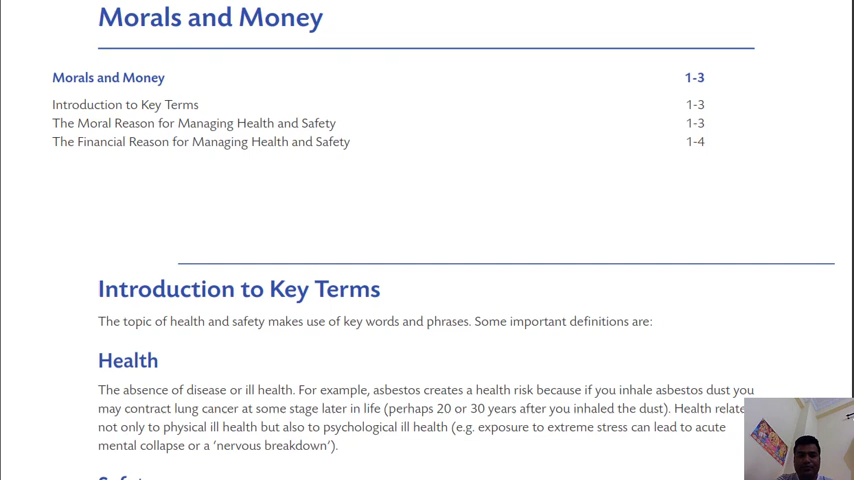 Morals and Money
Morals and Money 1-3
Introduction to Key Terms 1-3
The Moral Reason for Managing Health and Safety 1-3
The Financial Reason for Managing Health and Safety 1-4
Introduction to Key Terms
The topic of health and safety makes use of key words and phrases. Some important definitions are:
Health
The absence of disease or ill health. For example, asbestos creates a health risk because if you inhale asbestos dust you
may contract lung cancer at some stage later in life (perhaps 20 or 30 years after you inhaled the dust). Health relate
not only to physical ill health but also to psychological ill health (e.g. exposure to extreme stress can lead to acute
mental collapse or a ‘nervous breakdown’).